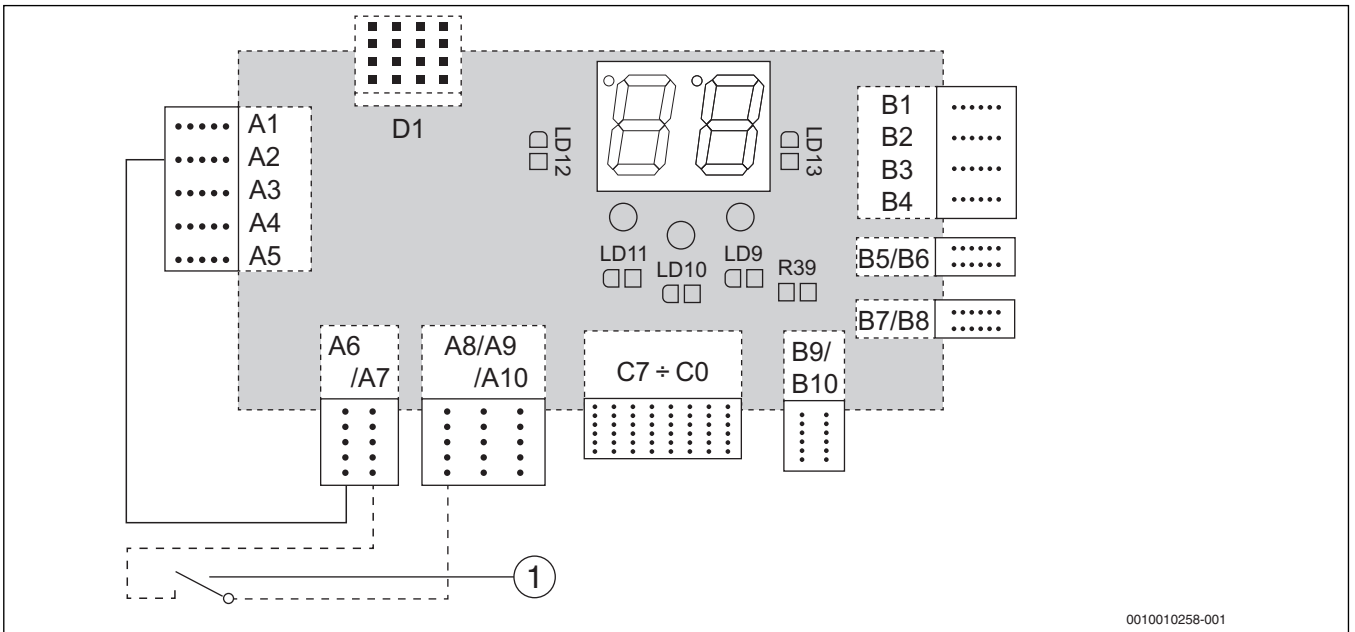 D1
A1
A2
A3
A4
A5
LD12
LD13
B1
B2
B3
B4
LD11
LD10
LD9
R39
B5/B6
B7/B8
A6
/A7
A8/A9
/A10
C7 ÷ C0
B9/
B10
1
0010010258-001